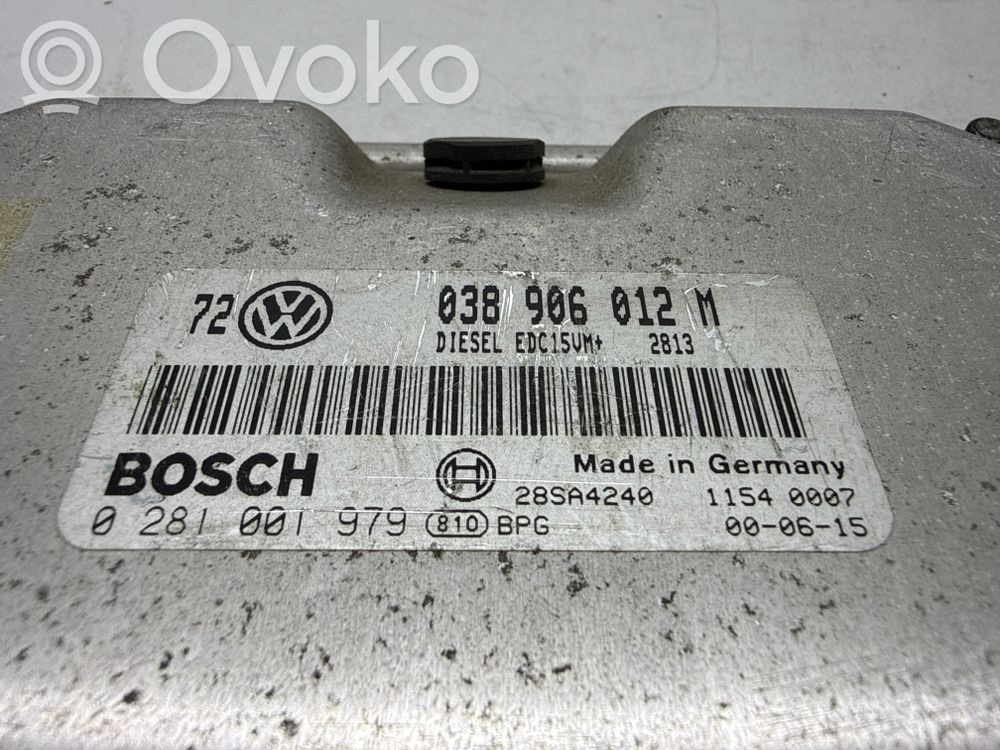 Ovoko
72 VW 038 906 012 M
DIESEL EDC15VM+ 2813
BOSCH Made in Germany
28SA4240 1154 0007
0 281 001 979 810 BPG 00-06-15